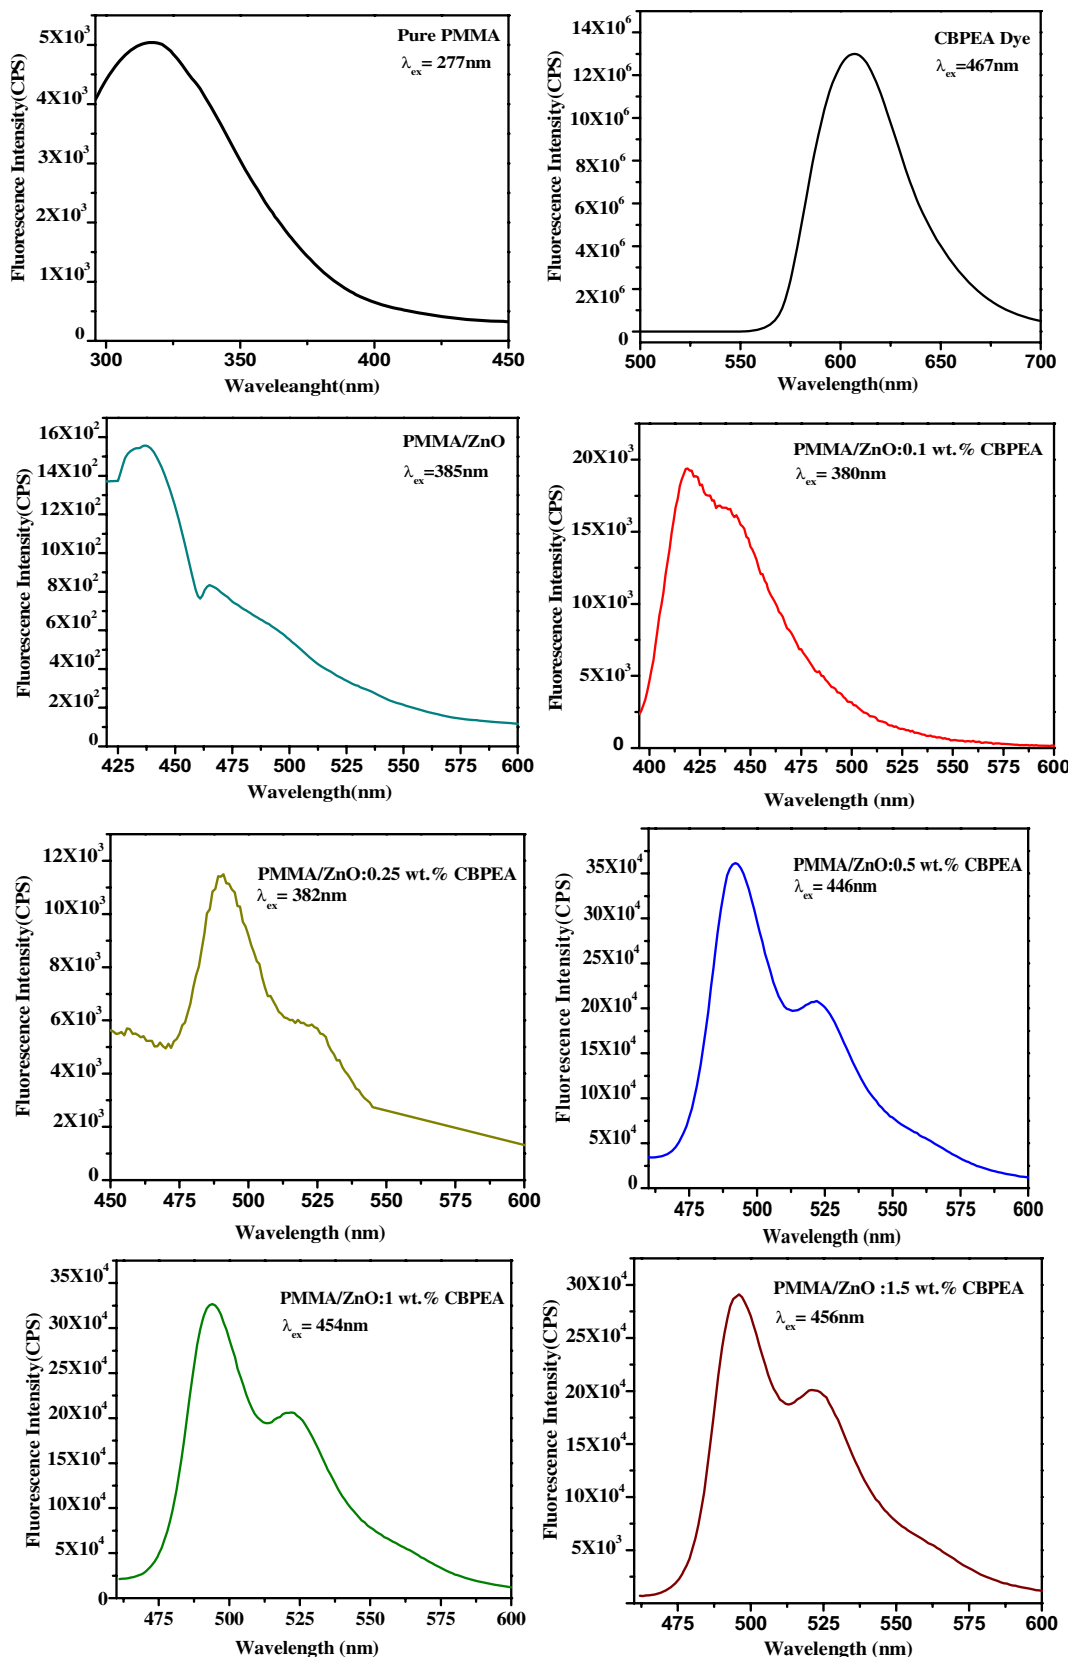 Pure PMMA
λex = 277nm
5X10³
4X10³
3X10³
2X10³
1X10³
0
Fluorescence Intensity(CPS)
300 350 400 450
Waveleanght(nm)
CBPEA Dye
λex=467nm
14X10⁶
12X10⁶
10X10⁶
8X10⁶
6X10⁶
4X10⁶
2X10⁶
0
Fluorescence Intensity(CPS)
500 550 600 650 700
Wavelength(nm)
PMMA/ZnO
λex=385nm
16X10²
14X10²
12X10²
10X10²
8X10²
6X10²
4X10²
2X10²
0
Fluorescence Intensity(CPS)
425 450 475 500 525 550 575 600
Wavelength(nm)
PMMA/ZnO:0.1 wt.% CBPEA
λex= 380nm
20X10³
15X10³
10X10³
5X10³
0
Fluorescence Intensity(CPS)
400 425 450 475 500 525 550 575 600
Wavelength (nm)
PMMA/ZnO:0.25 wt.% CBPEA
λex = 382nm
12X10³
10X10³
8X10³
6X10³
4X10³
2X10³
0
Fluorescence Intensity(CPS)
450 475 500 525 550 575 600
Wavelength (nm)
PMMA/ZnO:0.5 wt.% CBPEA
λex= 446nm
35X10⁴
30X10⁴
25X10⁴
20X10⁴
15X10⁴
10X10⁴
5X10⁴
0
Fluorescence Intensity(CPS)
475 500 525 550 575 600
Wavelength (nm)
PMMA/ZnO:1 wt.% CBPEA
λex= 454nm
35X10⁴
30X10⁴
25X10⁴
20X10⁴
15X10⁴
10X10⁴
5X10⁴
0
Fluorescence Intensity(CPS)
475 500 525 550 575 600
Wavelength (nm)
PMMA/ZnO :1.5 wt.% CBPEA
λex= 456nm
30X10⁴
25X10⁴
20X10⁴
15X10⁴
10X10⁴
5X10³
0
Fluorescence Intensity(CPS)
475 500 525 550 575 600
Wavelength (nm)